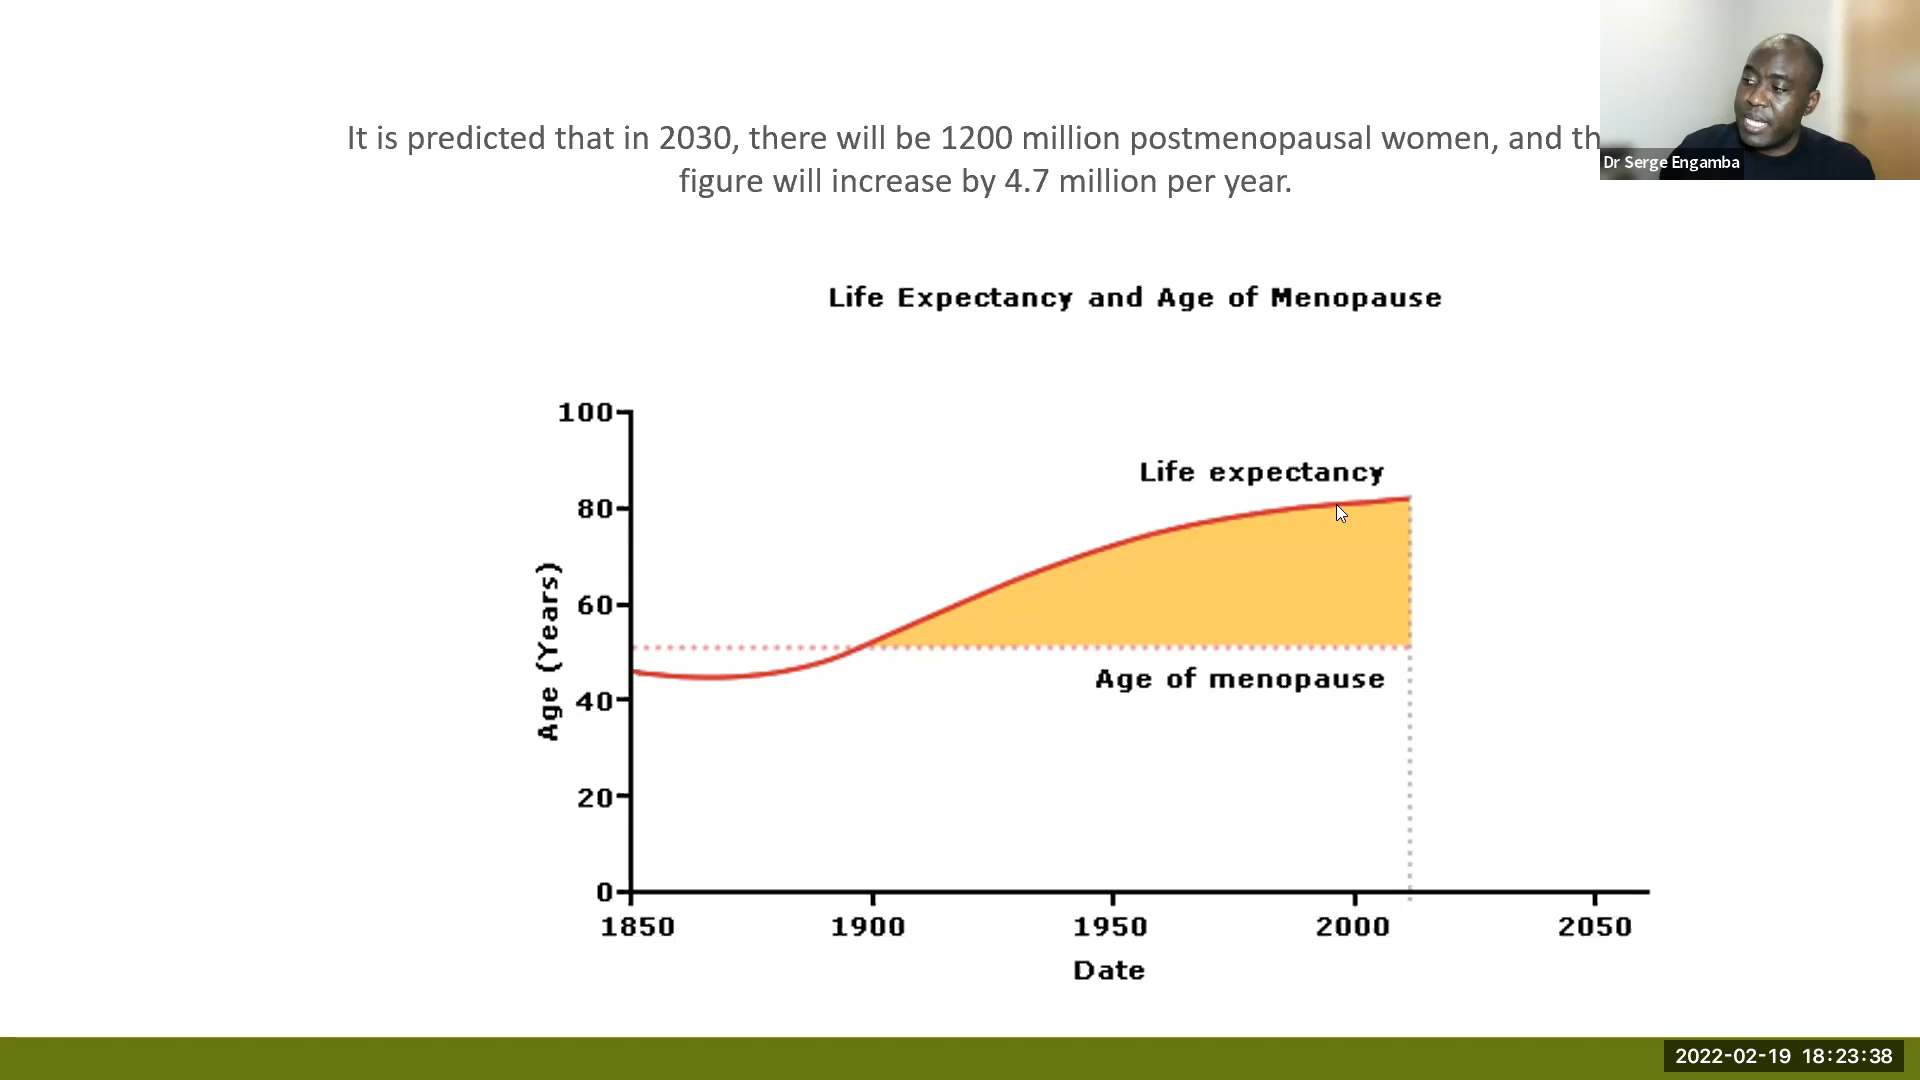 It is predicted that in 2030, there will be 1200 million postmenopausal women, and
figure will increase by 4.7 million per year.
Dr Serge Engamba
Life Expectancy and Age of Menopause
100
80
60
40
20
0
Age (Years)
Life expectancy
Age of menopause
1850 1900 1950 2000 2050
Date
2022-02-19 18:23:38